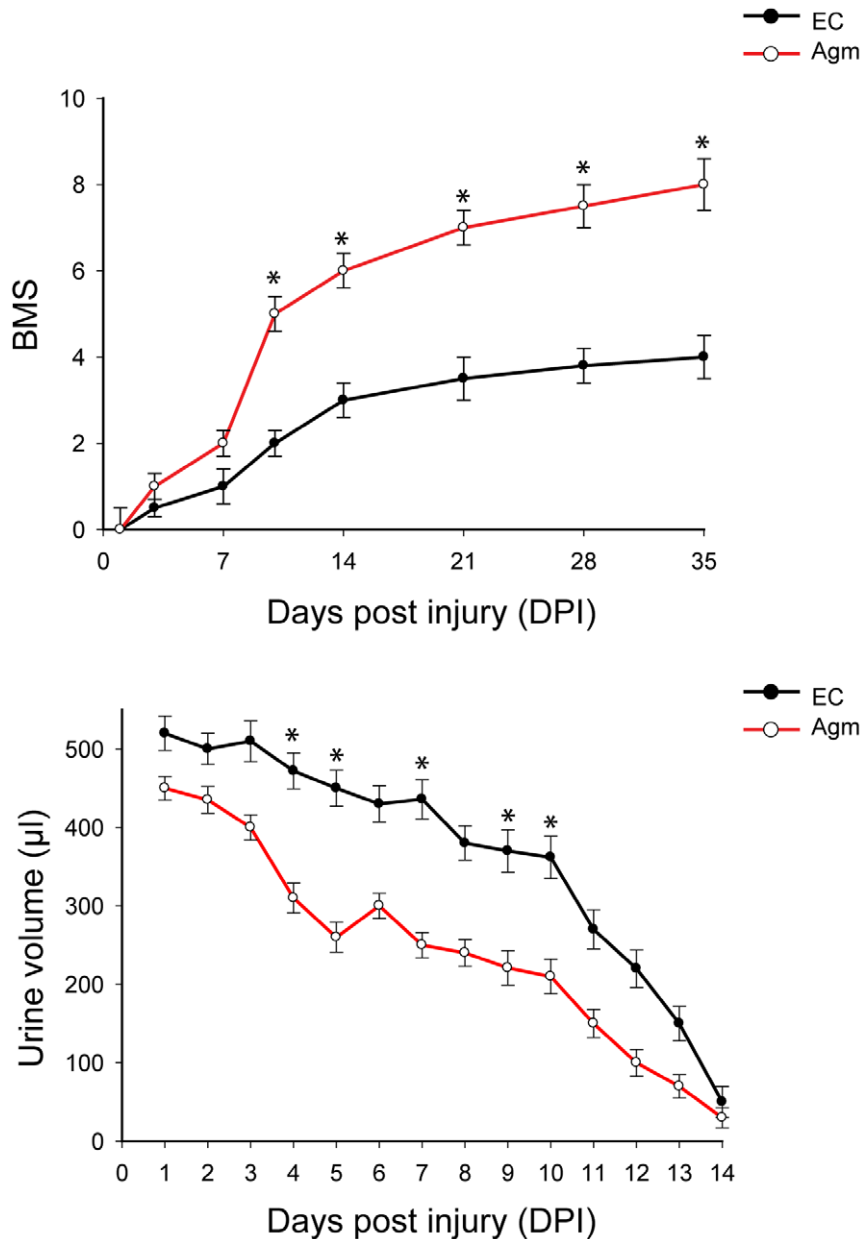 EC
Agm
10
*
*
*
*
*
8
6
4
2
0
BMS
0 7 14 21 28 35
Days post injury (DPI)
EC
Agm
* * * * *
500
400
300
200
100
0
Urine volume (µl)
0 1 2 3 4 5 6 7 8 9 10 11 12 13 14
Days post injury (DPI)